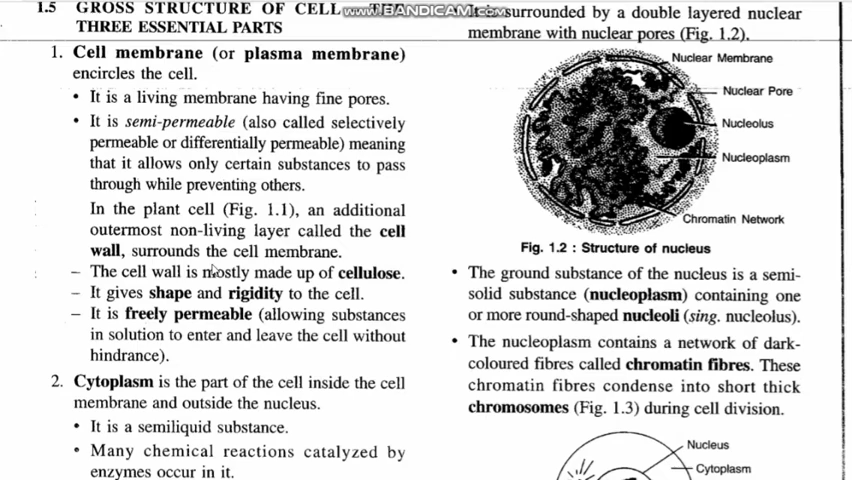 1.5 GROSS STRUCTURE OF CELL
THREE ESSENTIAL PARTS
www.BANDICAM.com
1. Cell membrane (or plasma membrane)
encircles the cell.
• It is a living membrane having fine pores.
• It is semi-permeable (also called selectively
permeable or differentially permeable) meaning
that it allows only certain substances to pass
through while preventing others.
In the plant cell (Fig. 1.1), an additional
outermost non-living layer called the cell
wall, surrounds the cell membrane.
– The cell wall is mostly made up of cellulose.
– It gives shape and rigidity to the cell.
– It is freely permeable (allowing substances
in solution to enter and leave the cell without
hindrance).
2. Cytoplasm is the part of the cell inside the cell
membrane and outside the nucleus.
• It is a semiliquid substance.
• Many chemical reactions catalyzed by
enzymes occur in it.
surrounded by a double layered nuclear
membrane with nuclear pores (Fig. 1.2).
Nuclear Membrane
Nuclear Pore
Nucleolus
Nucleoplasm
Chromatin Network
Fig. 1.2 : Structure of nucleus
• The ground substance of the nucleus is a semi-
solid substance (nucleoplasm) containing one
or more round-shaped nucleoli (sing. nucleolus).
• The nucleoplasm contains a network of dark-
coloured fibres called chromatin fibres. These
chromatin fibres condense into short thick
chromosomes (Fig. 1.3) during cell division.
Nucleus
Cytoplasm